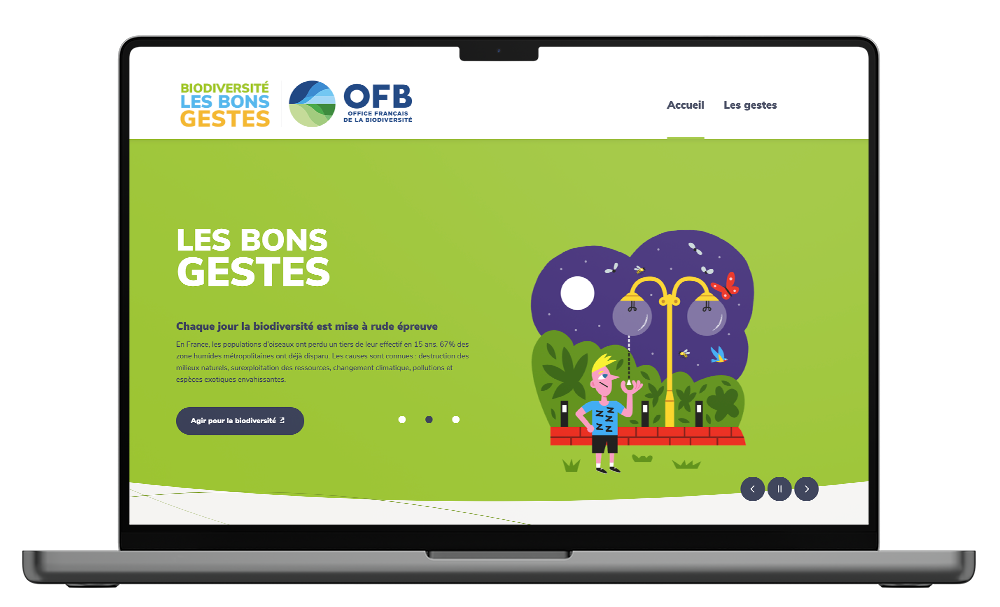 BIODIVERSITÉ
LES BONS
GESTES
OFB
OFFICE FRANÇAIS
DE LA BIODIVERSITÉ
Accueil
Les gestes
LES BONS
GESTES
Chaque jour la biodiversité est mise à rude épreuve
En France, les populations d'oiseaux ont perdu un tiers de leur effectif en 15 ans. 67% des
zone humides métropolitaines ont déjà disparu. Les causes sont connues : destruction des
milieux naturels, surexploitation des ressources, changement climatique, pollutions et
espèces exotiques envahissantes.
Agir pour la biodiversité